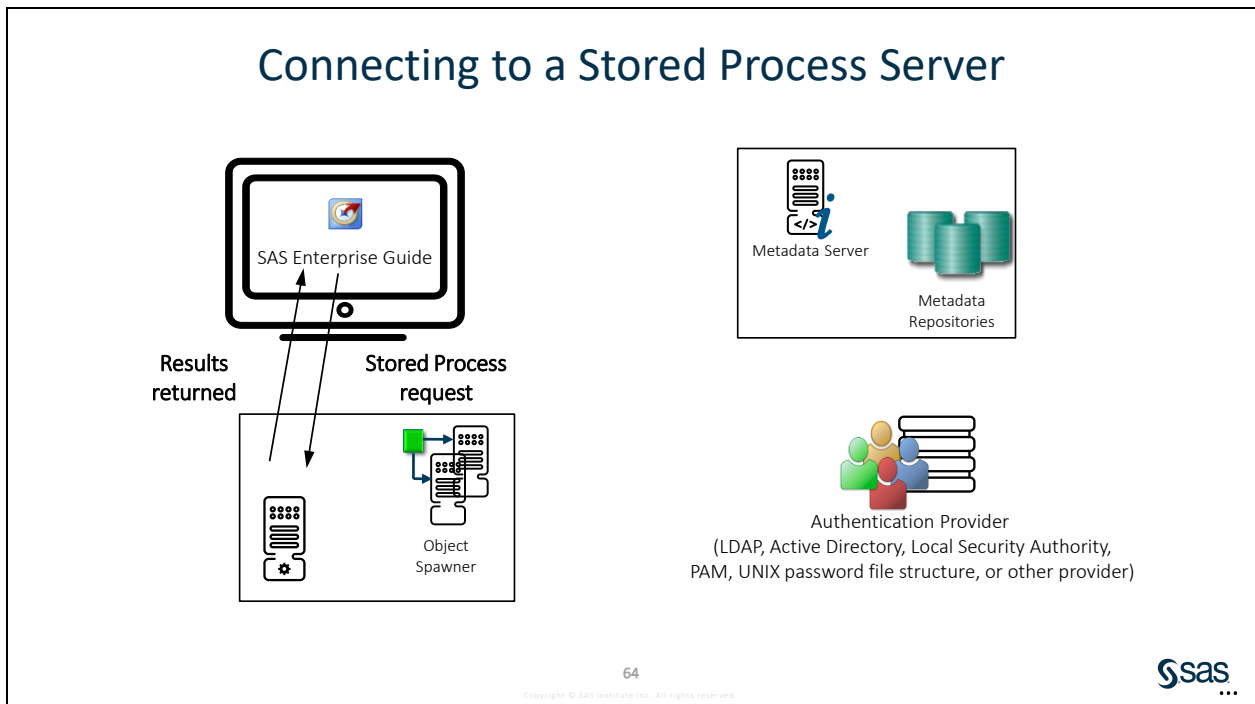 Connecting to a Stored Process Server
SAS Enterprise Guide
Results
returned
Stored Process
request
Object
Spawner
</>
i
Metadata Server
Metadata
Repositories
Authentication Provider
(LDAP, Active Directory, Local Security Authority,
PAM, UNIX password file structure, or other provider)
64
Copyright © SAS Institute Inc. All rights reserved.
sas
...